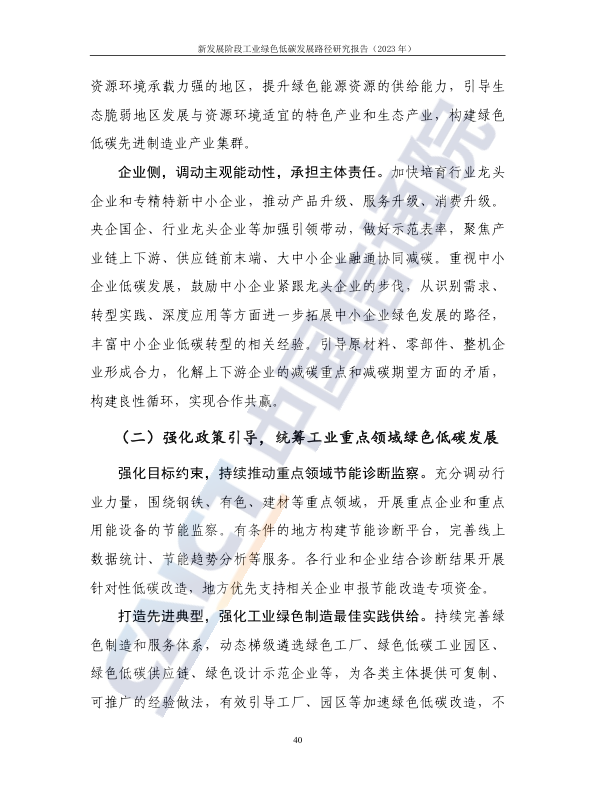 新发展阶段工业绿色低碳发展路径研究报告（2023 年）
资源环境承载力强的地区，提升绿色能源资源的供给能力，引导生
态脆弱地区发展与资源环境适宜的特色产业和生态产业，构建绿色
低碳先进制造业产业集群。
企业侧，调动主观能动性，承担主体责任。加快培育行业龙头
企业和专精特新中小企业，推动产品升级、服务升级、消费升级。
央企国企、行业龙头企业等加强引领带动，做好示范表率，聚焦产
业链上下游、供应链前末端、大中小企业融通协同减碳。重视中小
企业低碳发展，鼓励中小企业紧跟龙头企业的步伐，从识别需求、
转型实践、深度应用等方面进一步拓展中小企业绿色发展的路径，
丰富中小企业低碳转型的相关经验。引导原材料、零部件、整机企
业形成合力，化解上下游企业的减碳重点和减碳期望方面的矛盾，
构建良性循环，实现合作共赢。
（二）强化政策引导，统筹工业重点领域绿色低碳发展
强化目标约束，持续推动重点领域节能诊断监察。充分调动行
业力量，围绕钢铁、有色、建材等重点领域，开展重点企业和重点
用能设备的节能监察。有条件的地方构建节能诊断平台，完善线上
数据统计、节能趋势分析等服务。各行业和企业结合诊断结果开展
针对性低碳改造，地方优先支持相关企业申报节能改造专项资金。
打造先进典型，强化工业绿色制造最佳实践供给。持续完善绿
色制造和服务体系，动态梯级遴选绿色工厂、绿色低碳工业园区、
绿色低碳供应链、绿色设计示范企业等，为各类主体提供可复制、
可推广的经验做法，有效引导工厂、园区等加速绿色低碳改造，不
40
CAICT 中国信通院